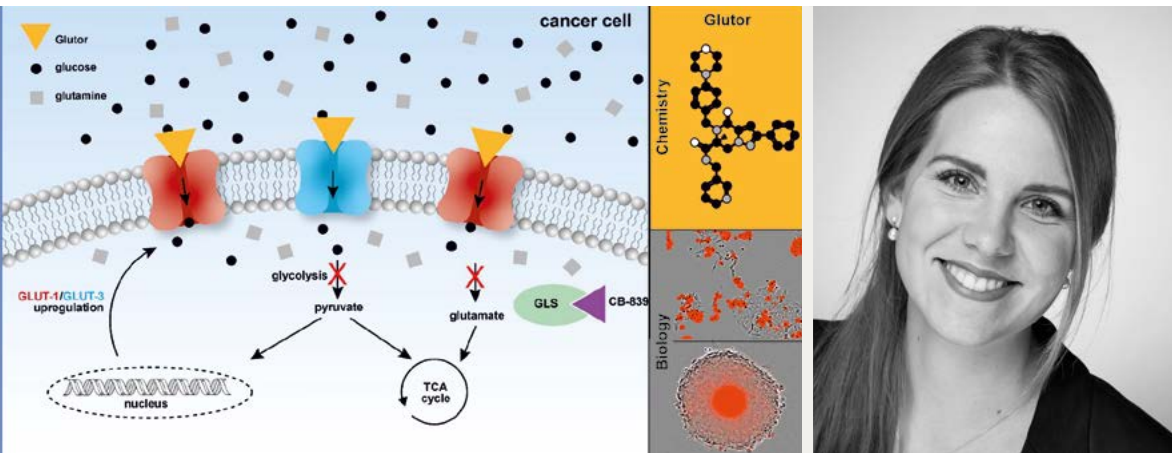 cancer cell
Glutor
glucose
glutamine
glycolysis
pyruvate
GLUT-1/GLUT-3
upregulation
nucleus
TCA
cycle
glutamate
GLS
CB-839
Glutor
Chemistry
Biology